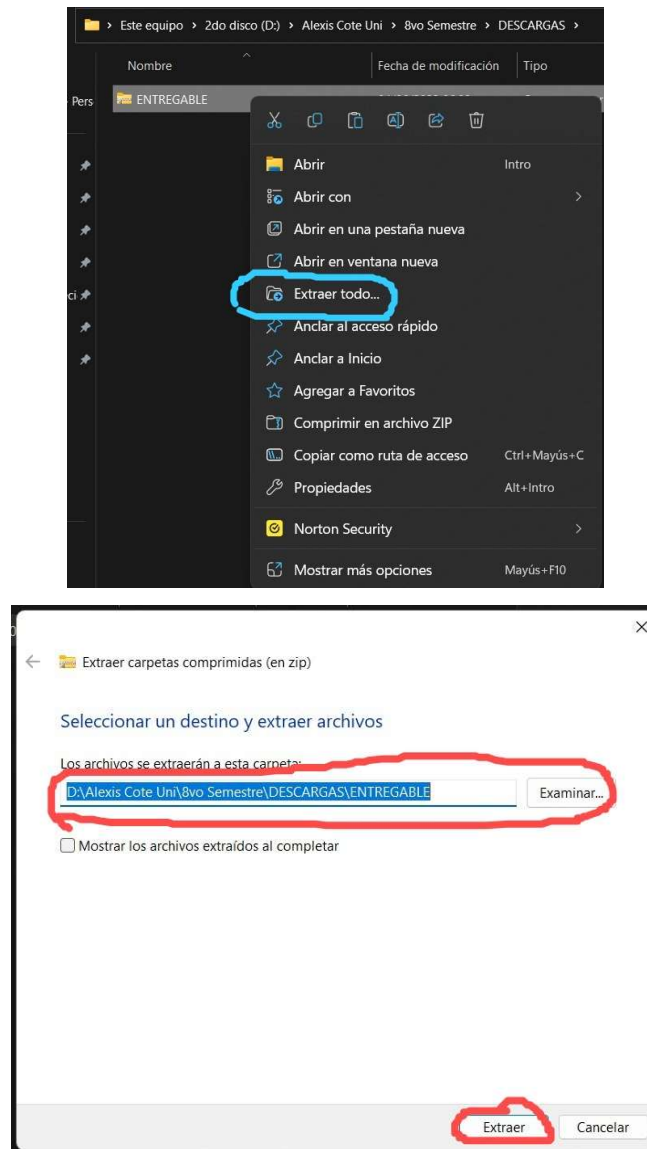 Este equipo > 2do disco (D:) > Alexis Cote Uni > 8vo Semestre > DESCARGAS >
Nombre Fecha de modificación Tipo
Pers ENTREGABLE
Abrir Intro
Abrir con >
Abrir en una pestaña nueva
Abrir en ventana nueva
Extraer todo...
Anclar al acceso rápido
Anclar a Inicio
Agregar a Favoritos
Comprimir en archivo ZIP
Copiar como ruta de acceso Ctrl+Mayús+C
Propiedades Alt+Intro
Norton Security >
Mostrar más opciones Mayús+F10
Extraer carpetas comprimidas (en zip)
Seleccionar un destino y extraer archivos
Los archivos se extraerán a esta carpeta:
D:\Alexis Cote Uni\8vo Semestre\DESCARGAS\ENTREGABLE Examinar...
Mostrar los archivos extraídos al completar
Extraer Cancelar